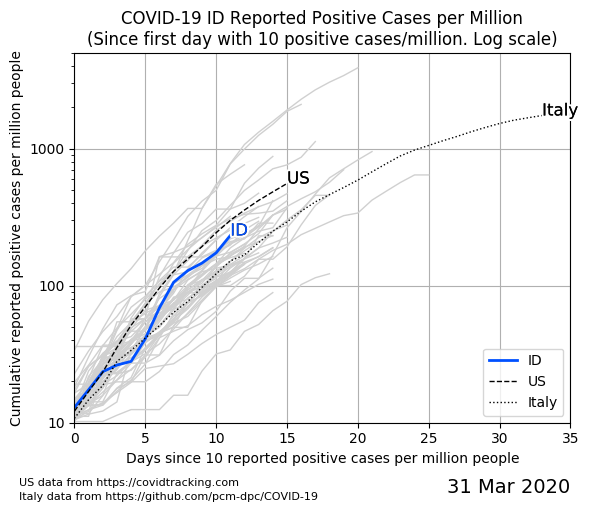 COVID-19 ID Reported Positive Cases per Million
(Since first day with 10 positive cases/million. Log scale)
Cumulative reported positive cases per million people
1000
100
10
Italy
US
ID
ID
US
Italy
0 5 10 15 20 25 30 35
Days since 10 reported positive cases per million people
US data from https://covidtracking.com
Italy data from https://github.com/pcm-dpc/COVID-19
31 Mar 2020